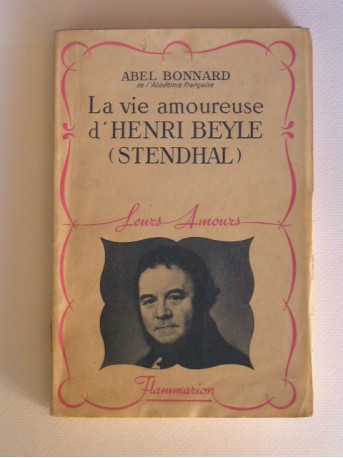 ABEL BONNARD
de l'Académie Française
La vie amoureuse
d'HENRI BEYLE
(STENDHAL)
Leurs Amours
Flammarion